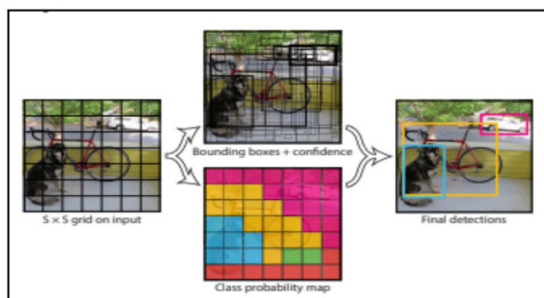 Bounding boxes + confidence
S × S grid on input
Final detections
Class probability map